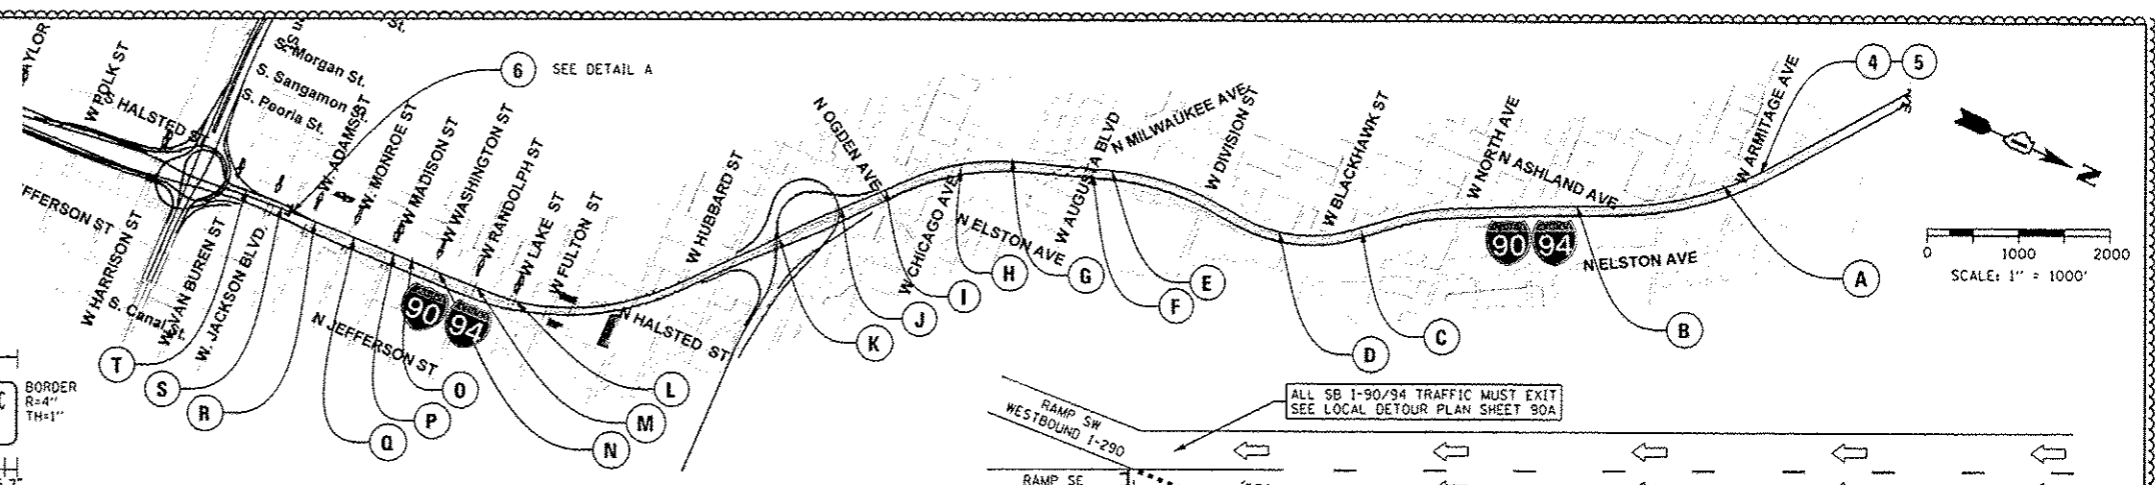 AYLOR
W POLK ST
S HALSTED ST
S. Morgan St.
S. Sangamon St.
S. Peoria St.
St.
6 SEE DETAIL A
W. ADAMS ST
W. MONROE ST
W MADISON ST
W WASHINGTON ST
W RANDOLPH ST
W LAKE ST
W FULTON ST
W HUBBARD ST
N OGDEN AVE
W CHICAGO AVE
N ELSTON AVE
W AUGUSTA BLVD
N MILWAUKEE AVE
W DIVISION ST
W BLACKHAWK ST
W NORTH AVE
N ASHLAND AVE
W ARMITAGE AVE
4 5
N
0 1000 2000
SCALE: 1" = 1000'
90 94
N ELSTON AVE
FFERSON ST
W HARRISON ST
S. Canal St.
W VAN BUREN ST
W. JACKSON BLVD.
N JEFFERSON ST
90 94
N HALSTED ST
T
S
R
Q
P
O
N
M
L
K
J
I
H
G
F
E
D
C
B
A
C
BORDER
R=4"
TH=1"
RAMP SW
WESTBOUND I-290
ALL SB I-90/94 TRAFFIC MUST EXIT
SEE LOCAL DETOUR PLAN SHEET 90A
RAMP SE